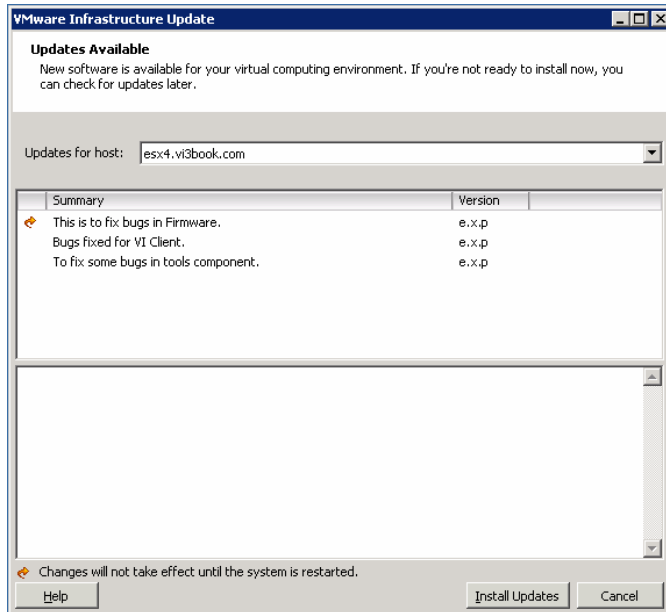 VMware Infrastructure Update
Updates Available
New software is available for your virtual computing environment. If you're not ready to install now, you
can check for updates later.
Updates for host: esx4.vi3book.com
Summary Version
This is to fix bugs in Firmware. e.x.p
Bugs fixed for VI Client. e.x.p
To fix some bugs in tools component. e.x.p
Changes will not take effect until the system is restarted.
Help Install Updates Cancel